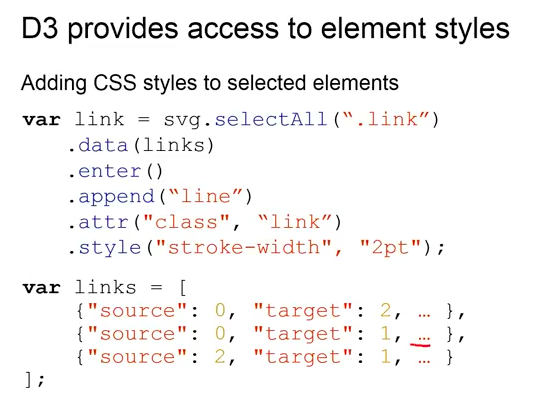 D3 provides access to element styles
Adding CSS styles to selected elements
var link = svg.selectAll(“.link”)
.data(links)
.enter()
.append(“line”)
.attr("class", “link”)
.style("stroke-width", "2pt");
var links = [
{"source": 0, "target": 2, … },
{"source": 0, "target": 1, … },
{"source": 2, "target": 1, … }
];